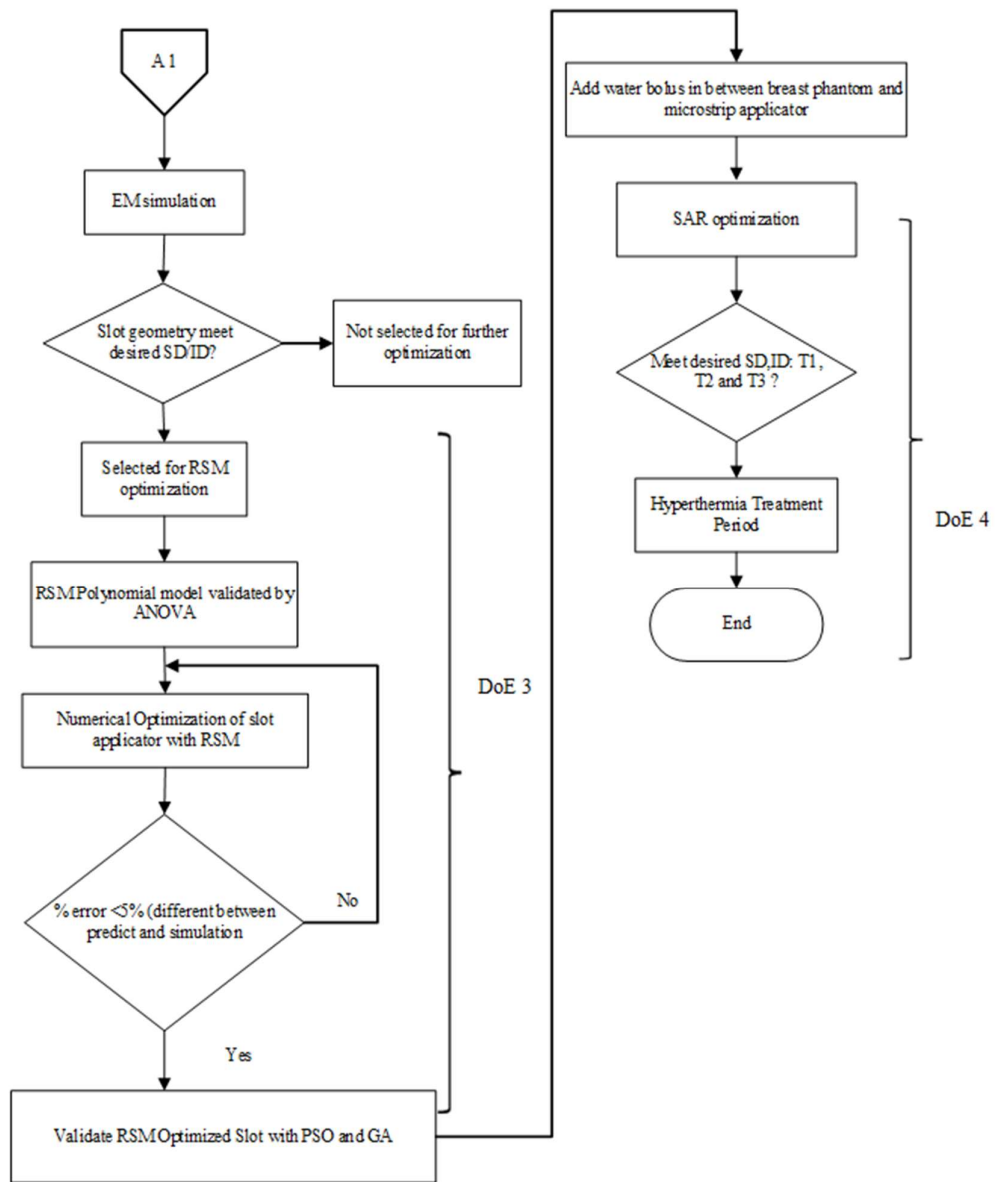 A 1
EM simulation
Slot geometry meet
desired SD/ID?
Not selected for further
optimization
Selected for RSM
optimization
RSM Polynomial model validated by
ANOVA
Numerical Optimization of slot
applicator with RSM
% error <5% (different between
predict and simulation
No
Yes
Validate RSM Optimized Slot with PSO and GA
DoE 3
Add water bolus in between breast phantom and
microstrip applicator
SAR optimization
Meet desired SD,ID: T1,
T2 and T3 ?
Hyperthermia Treatment
Period
End
DoE 4